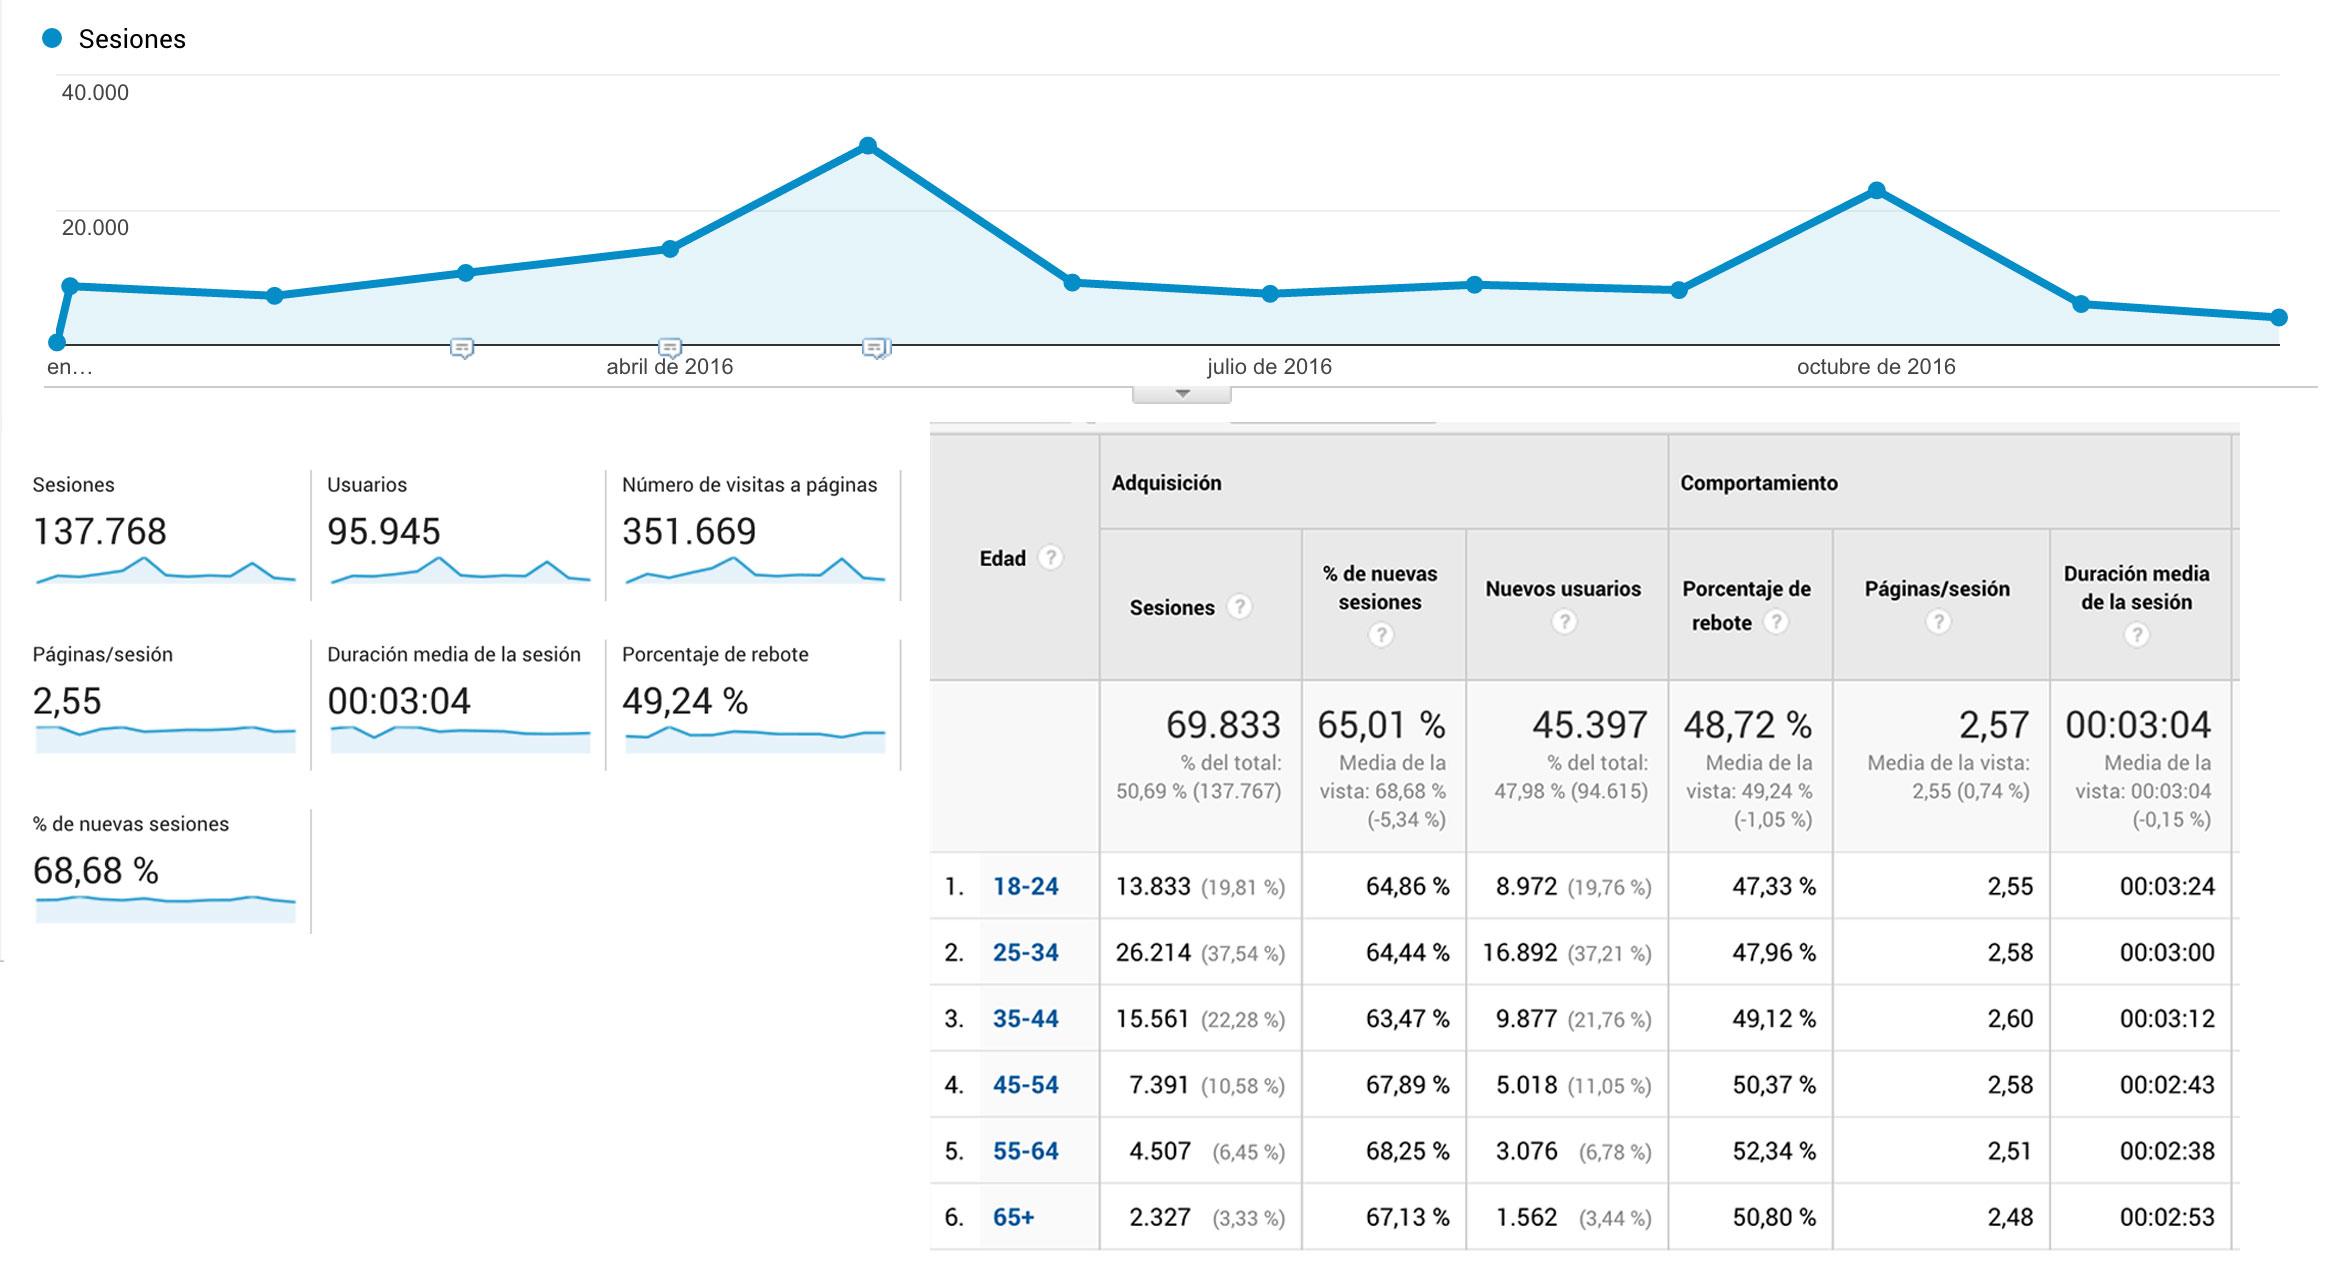 Sesiones
40.000
20.000
en...
abril de 2016
julio de 2016
octubre de 2016
Sesiones
137.768
Usuarios
95.945
Número de visitas a páginas
351.669
Páginas/sesión
2,55
Duración media de la sesión
00:03:04
Porcentaje de rebote
49,24 %
% de nuevas sesiones
68,68 %
Edad ?
Adquisición
Comportamiento
Sesiones ?
% de nuevas
sesiones
?
Nuevos usuarios
?
Porcentaje de
rebote ?
Páginas/sesión
?
Duración media
de la sesión
?
69.833
% del total:
50,69 % (137.767)
65,01 %
Media de la
vista: 68,68 %
(-5,34 %)
45.397
% del total:
47,98 % (94.615)
48,72 %
Media de la
vista: 49,24 %
(-1,05 %)
2,57
Media de la vista:
2,55 (0,74 %)
00:03:04
Media de la
vista: 00:03:04
(-0,15 %)
1. 18-24 13.833 (19,81 %) 64,86 % 8.972 (19,76 %) 47,33 % 2,55 00:03:24
2. 25-34 26.214 (37,54 %) 64,44 % 16.892 (37,21 %) 47,96 % 2,58 00:03:00
3. 35-44 15.561 (22,28 %) 63,47 % 9.877 (21,76 %) 49,12 % 2,60 00:03:12
4. 45-54 7.391 (10,58 %) 67,89 % 5.018 (11,05 %) 50,37 % 2,58 00:02:43
5. 55-64 4.507 (6,45 %) 68,25 % 3.076 (6,78 %) 52,34 % 2,51 00:02:38
6. 65+ 2.327 (3,33 %) 67,13 % 1.562 (3,44 %) 50,80 % 2,48 00:02:53